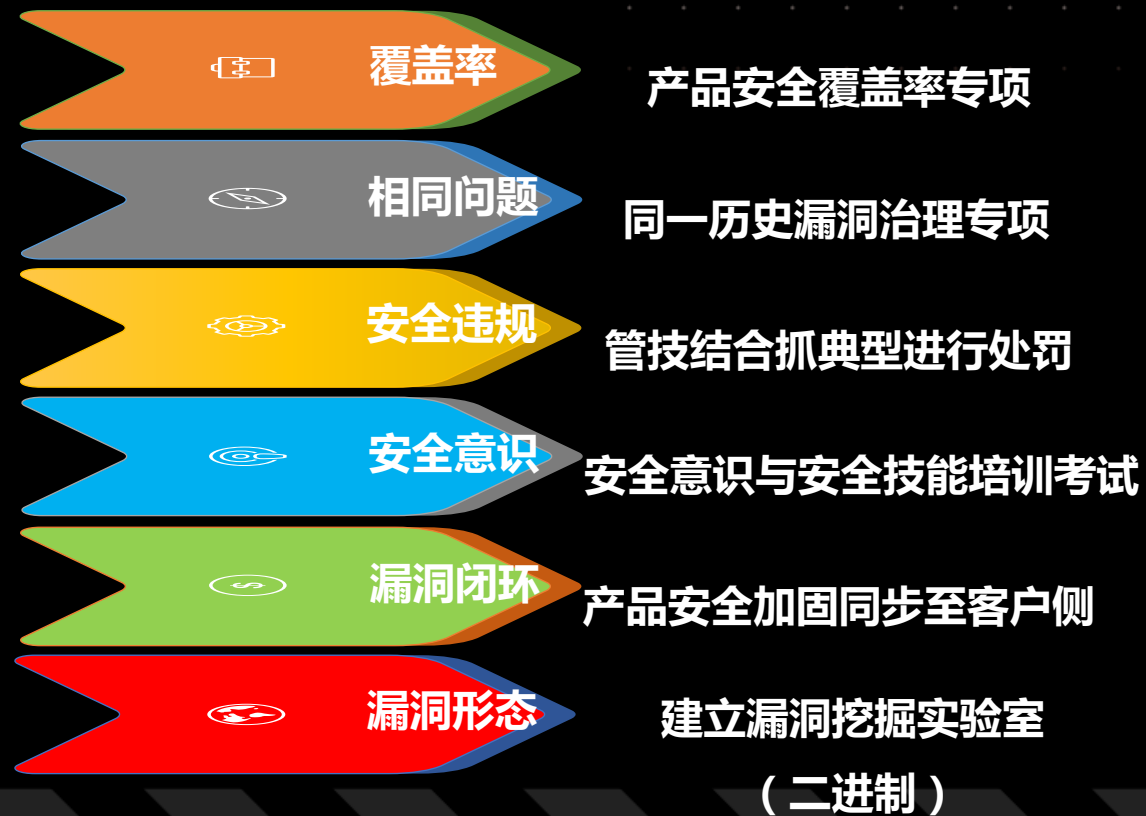 覆盖率
产品安全覆盖率专项
相同问题
同一历史漏洞治理专项
安全违规
管技结合抓典型进行处罚
安全意识
安全意识与安全技能培训考试
漏洞闭环
产品安全加固同步至客户侧
漏洞形态
建立漏洞挖掘实验室
（二进制）